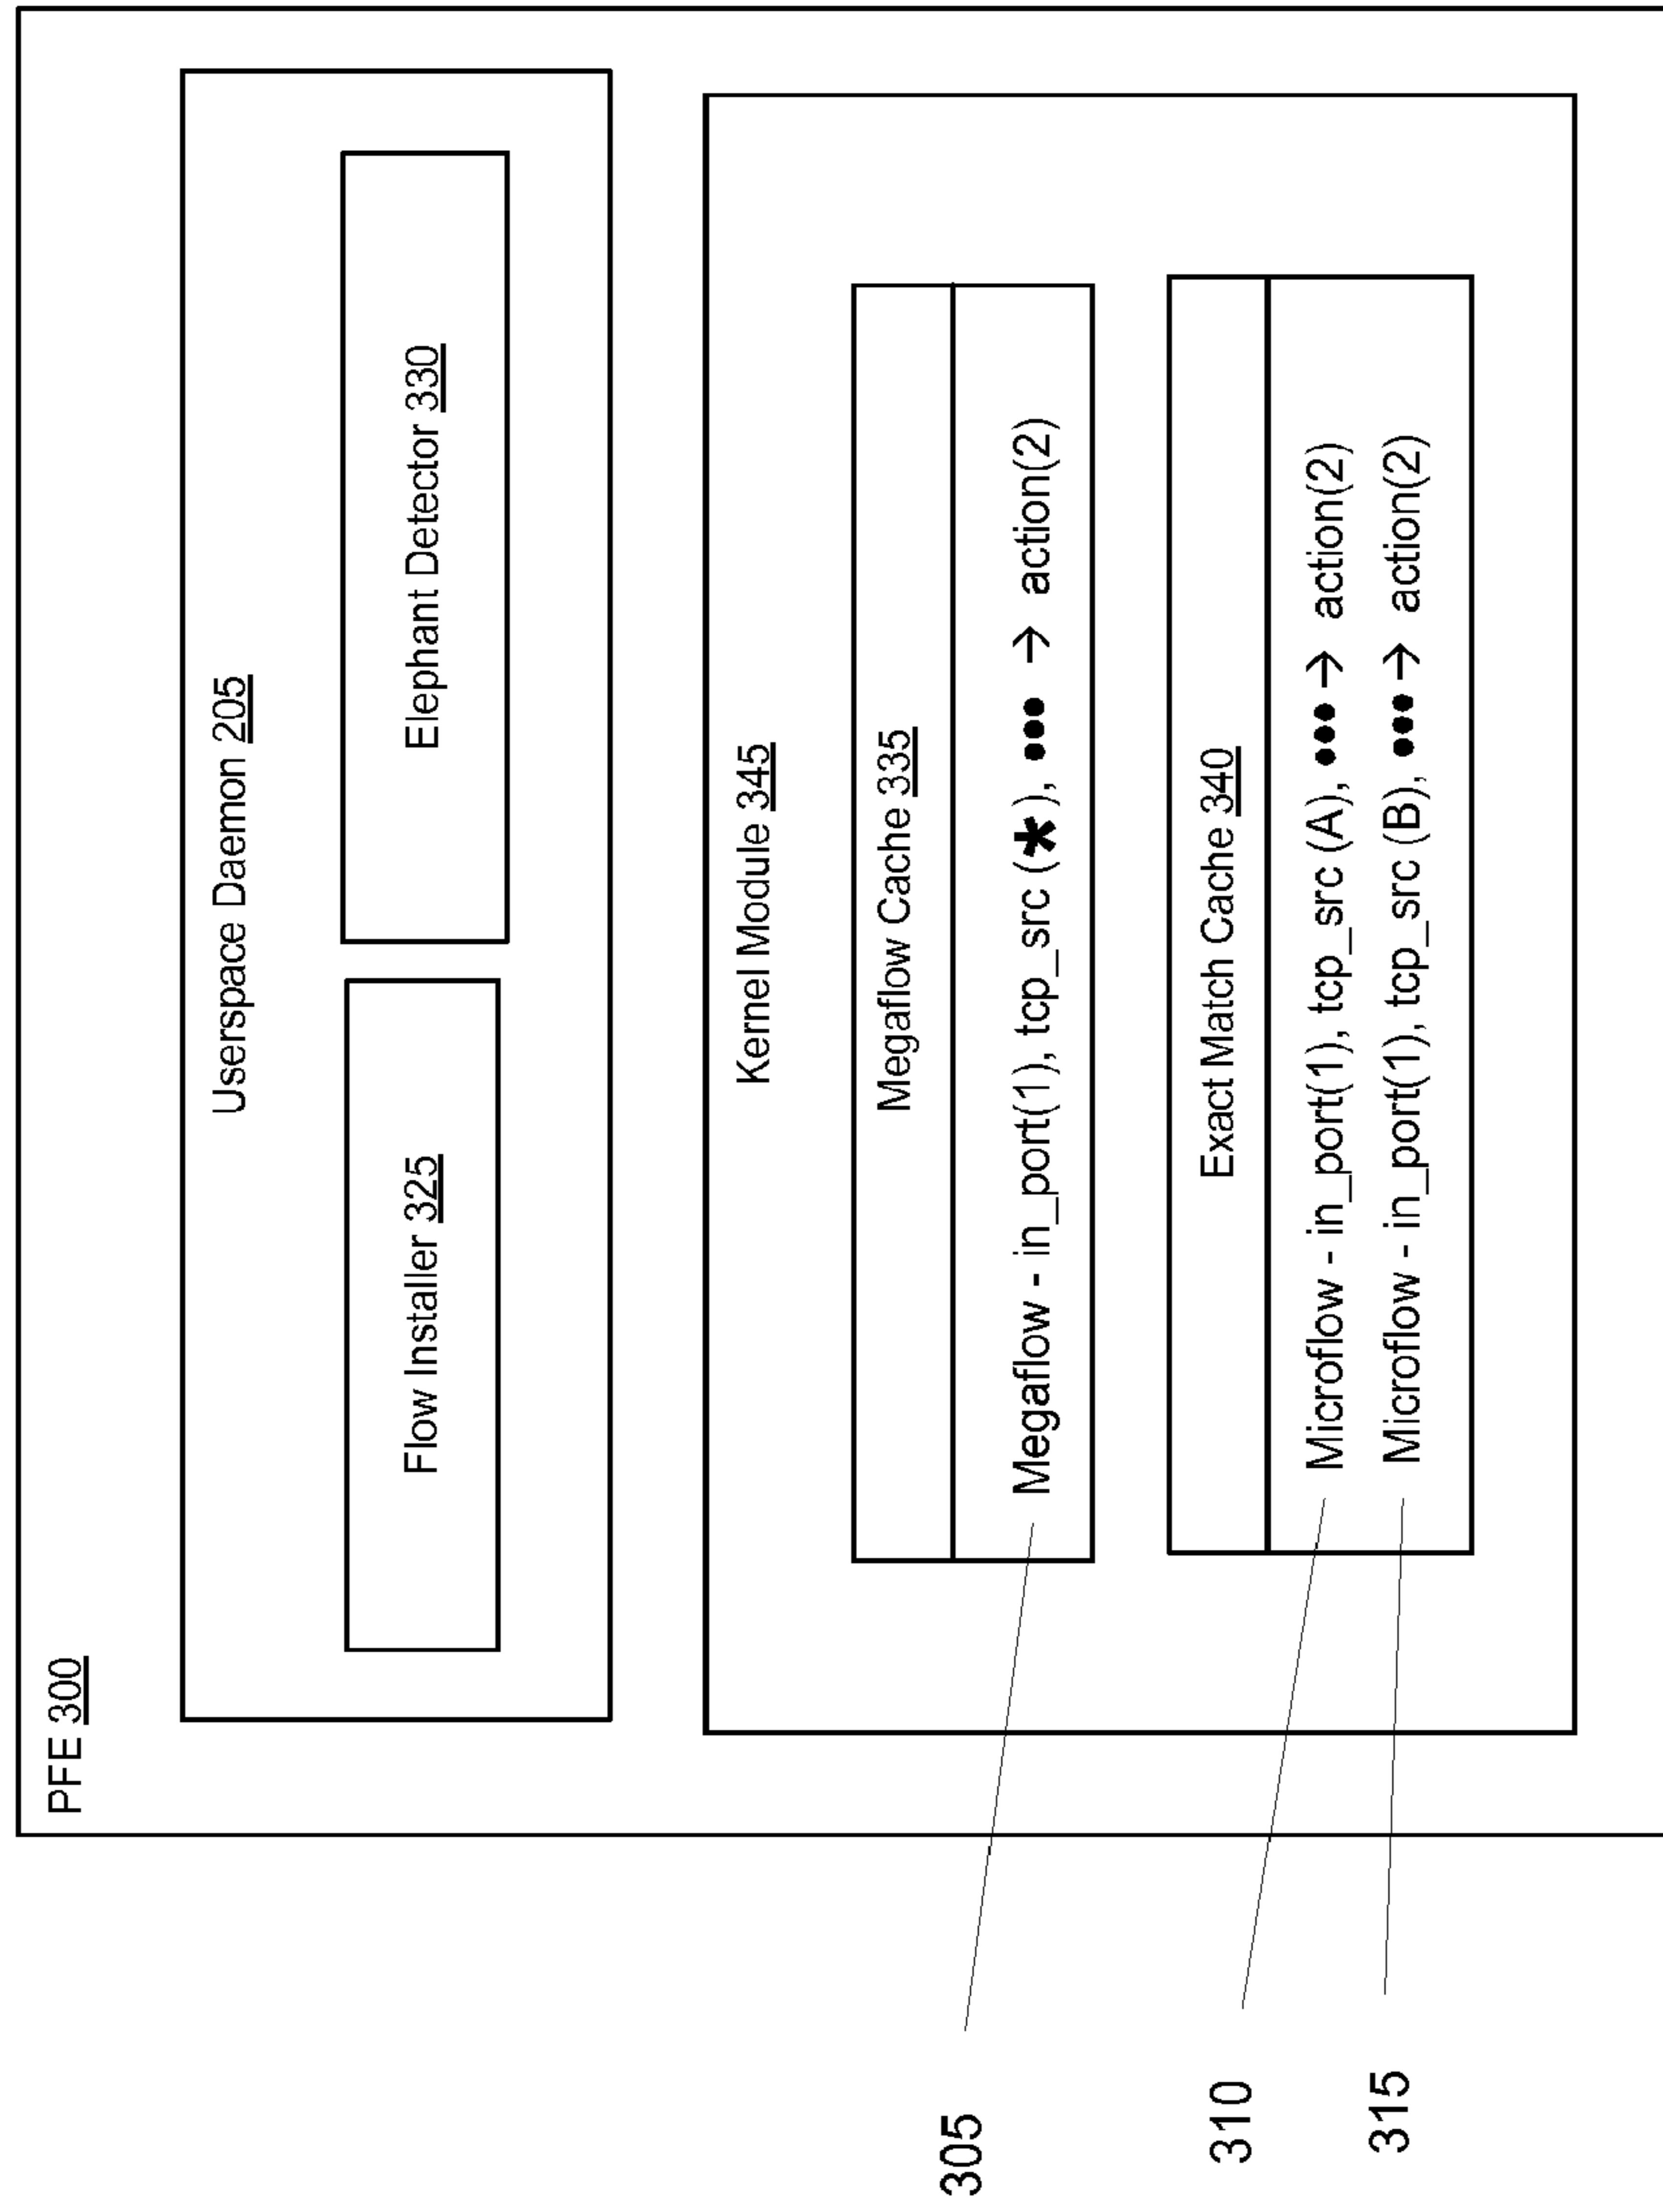 PFE 300
Userspace Daemon 205
Flow Installer 325
Elephant Detector 330
Kernel Module 345
Megaflow Cache 335
Megaflow - in_port(1), tcp_src (*), ●●● → action(2)
Exact Match Cache 340
Microflow - in_port(1), tcp_src (A), ●●● → action(2)
Microflow - in_port(1), tcp_src (B), ●●● → action(2)
305
310
315